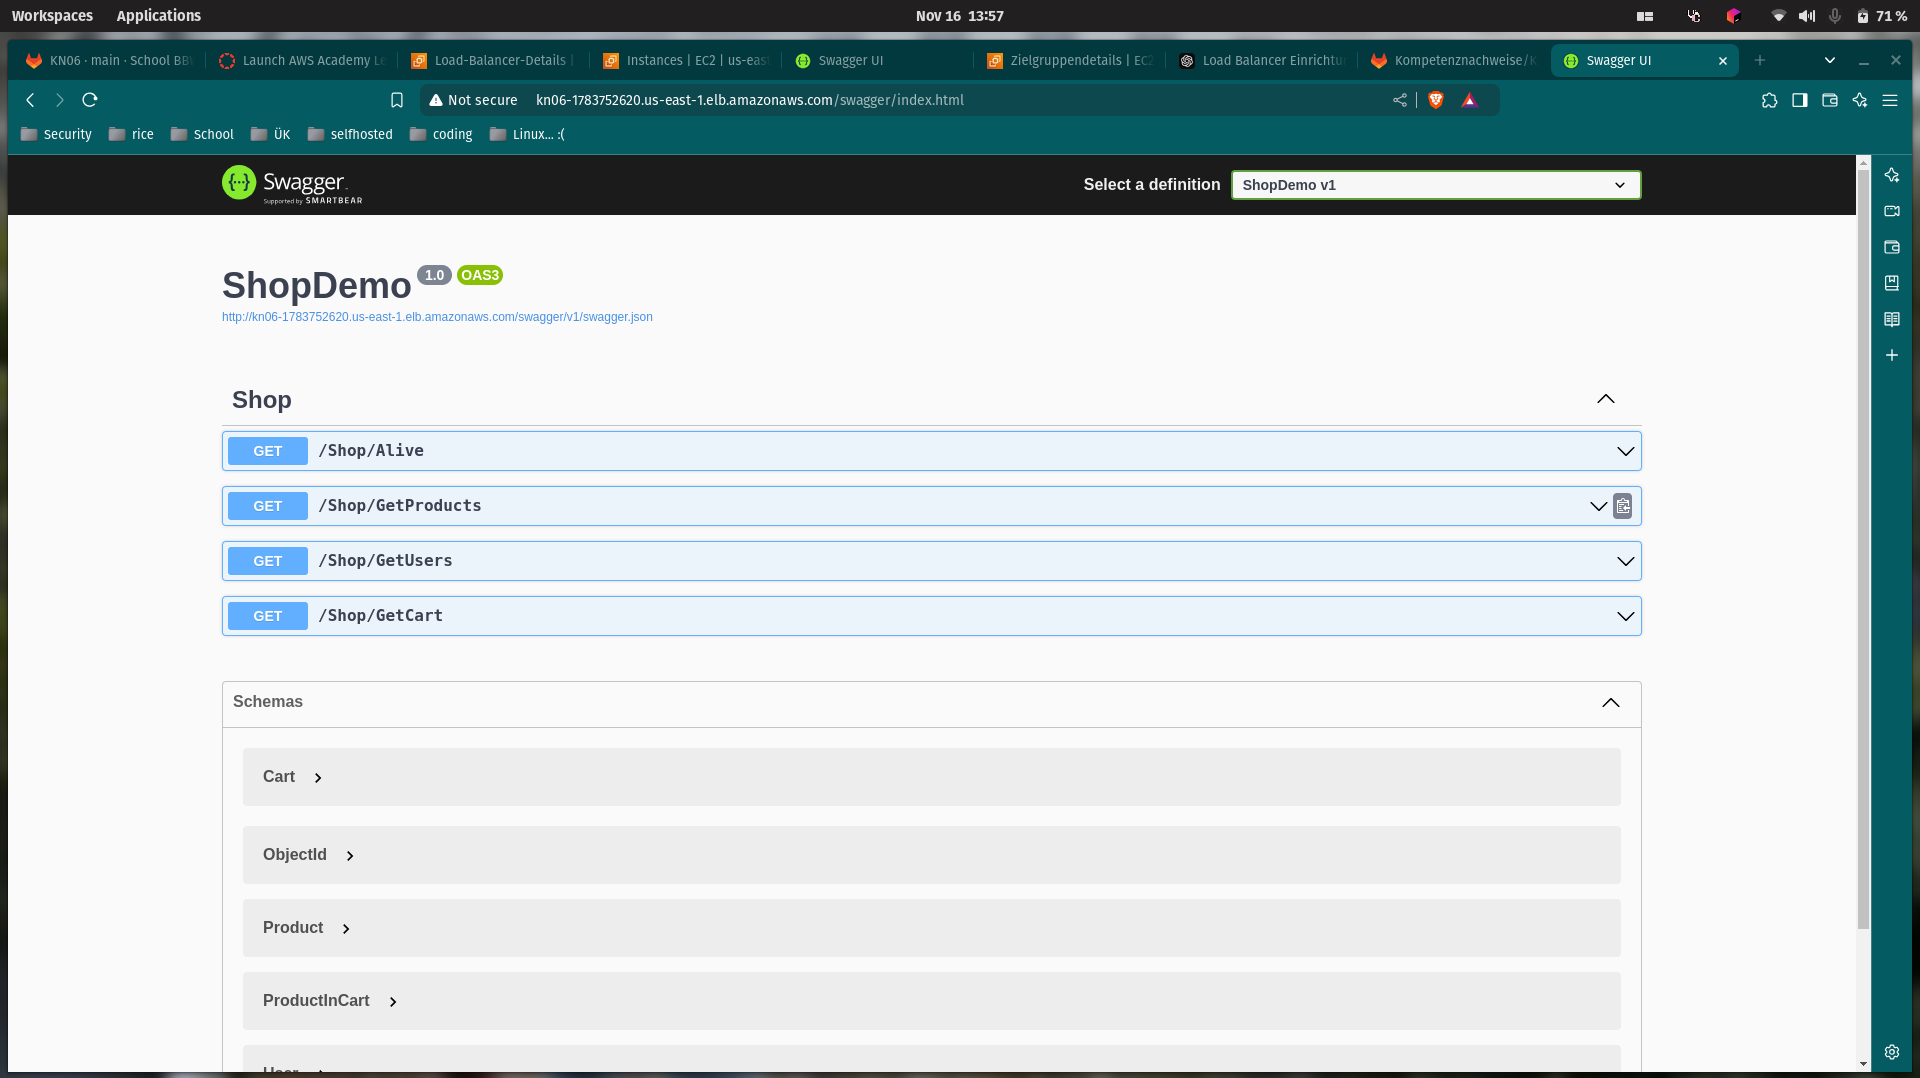 Workspaces Applications Nov 16 13:57 71 %
KN06 · main · School BB Launch AWS Academy Le Load-Balancer-Details | Instances | EC2 | us-eas Swagger UI Zielgruppendetails | EC2 Load Balancer Einrichtu Kompetenznachweise/K Swagger UI
Not secure kn06-1783752620.us-east-1.elb.amazonaws.com/swagger/index.html
Security rice School ÜK selfhosted coding Linux... :(
{···} Swagger
Supported by SMARTBEAR
Select a definition ShopDemo v1
ShopDemo 1.0 OAS3
http://kn06-1783752620.us-east-1.elb.amazonaws.com/swagger/v1/swagger.json
Shop
GET /Shop/Alive
GET /Shop/GetProducts
GET /Shop/GetUsers
GET /Shop/GetCart
Schemas
Cart
ObjectId
Product
ProductInCart
User